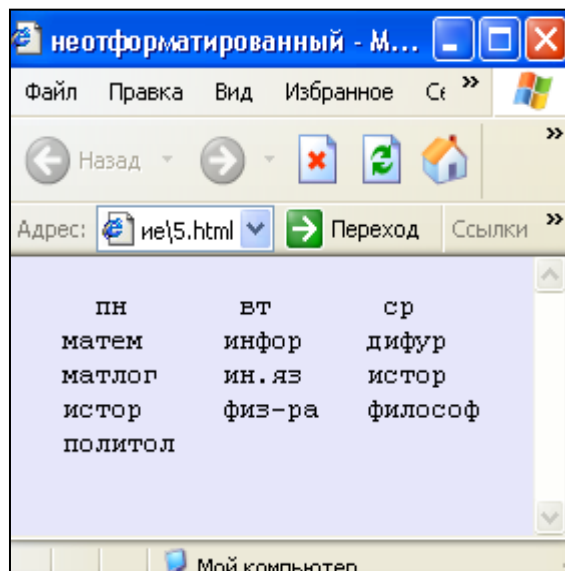 неотформатированный - М...
Файл Правка Вид Избранное Се »
Назад »
Адрес: ие\5.html Переход Ссылки »
пн вт ср
матем инфор дифур
матлог ин.яз истор
истор физ-ра философ
политол
Мой компьютер